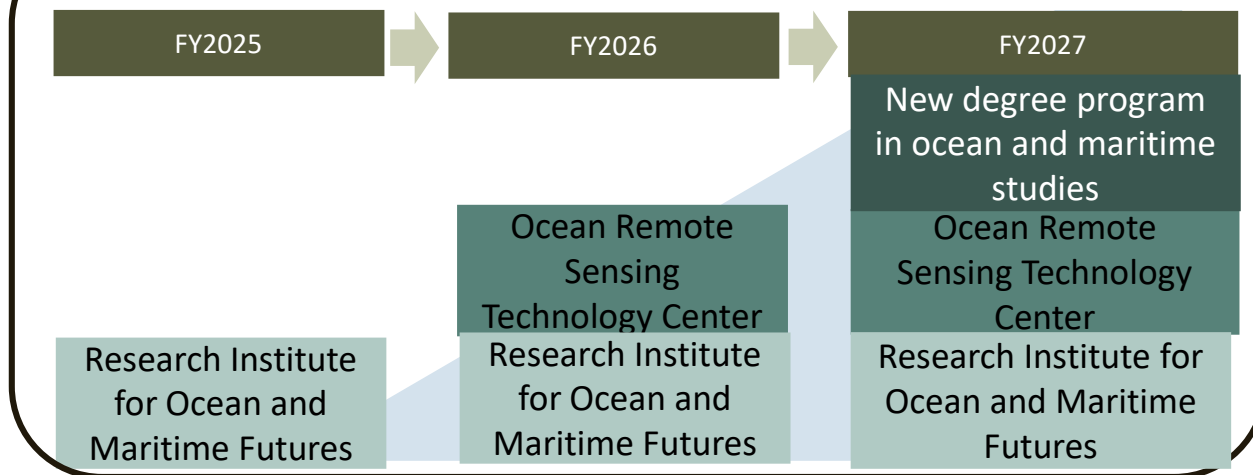 FY2025
FY2026
FY2027
New degree program
in ocean and maritime
studies
Ocean Remote
Sensing
Technology Center
Ocean Remote
Sensing Technology
Center
Research Institute
for Ocean and
Maritime Futures
Research Institute
for Ocean and
Maritime Futures
Research Institute for
Ocean and Maritime
Futures